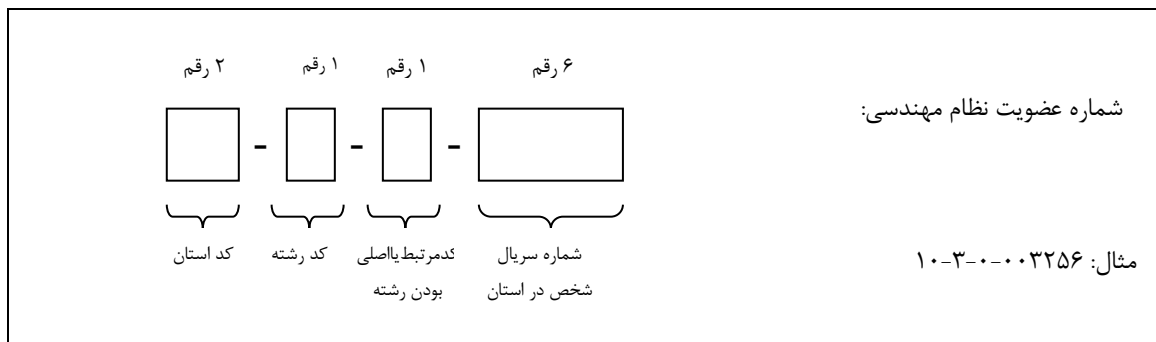 ۲ رقم ۱ رقم ۱ رقم ۶ رقم
شماره عضویت نظام مهندسی:
- - -
کد استان کد رشته کدمرتبط یااصلی بودن رشته شماره سریال شخص در استان
مثال: ۰۰۳۲۵۶-۰-۳-۱۰